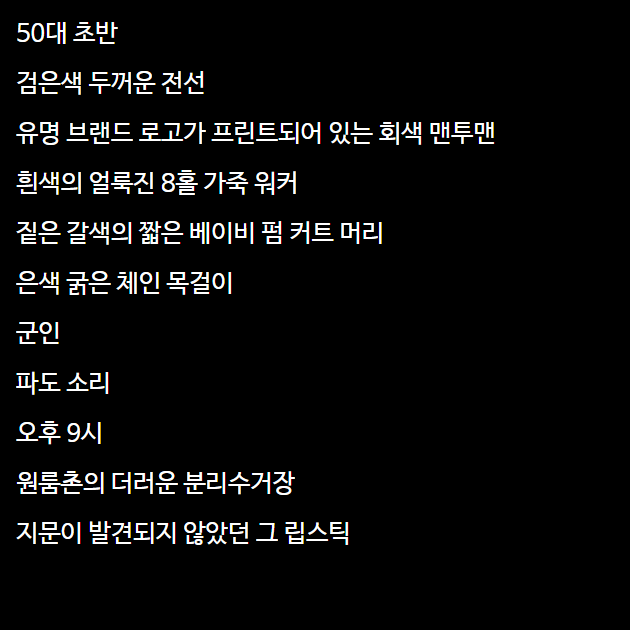 50대 초반
검은색 두꺼운 전선
유명 브랜드 로고가 프린트되어 있는 회색 맨투맨
흰색의 얼룩진 8홀 가죽 워커
짙은 갈색의 짧은 베이비 펌 커트 머리
은색 굵은 체인 목걸이
군인
파도 소리
오후 9시
원룸촌의 더러운 분리수거장
지문이 발견되지 않았던 그 립스틱